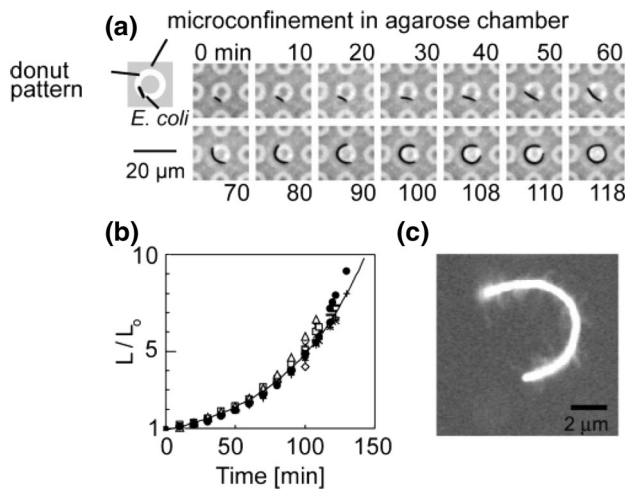 (a)
microconfinement in agarose chamber
donut
pattern
E. coli
20 μm
0 min 10 20 30 40 50 60
70 80 90 100 108 110 118
(b)
L / Lo
10
5
1
0 50 100 150
Time [min]
(c)
2 μm